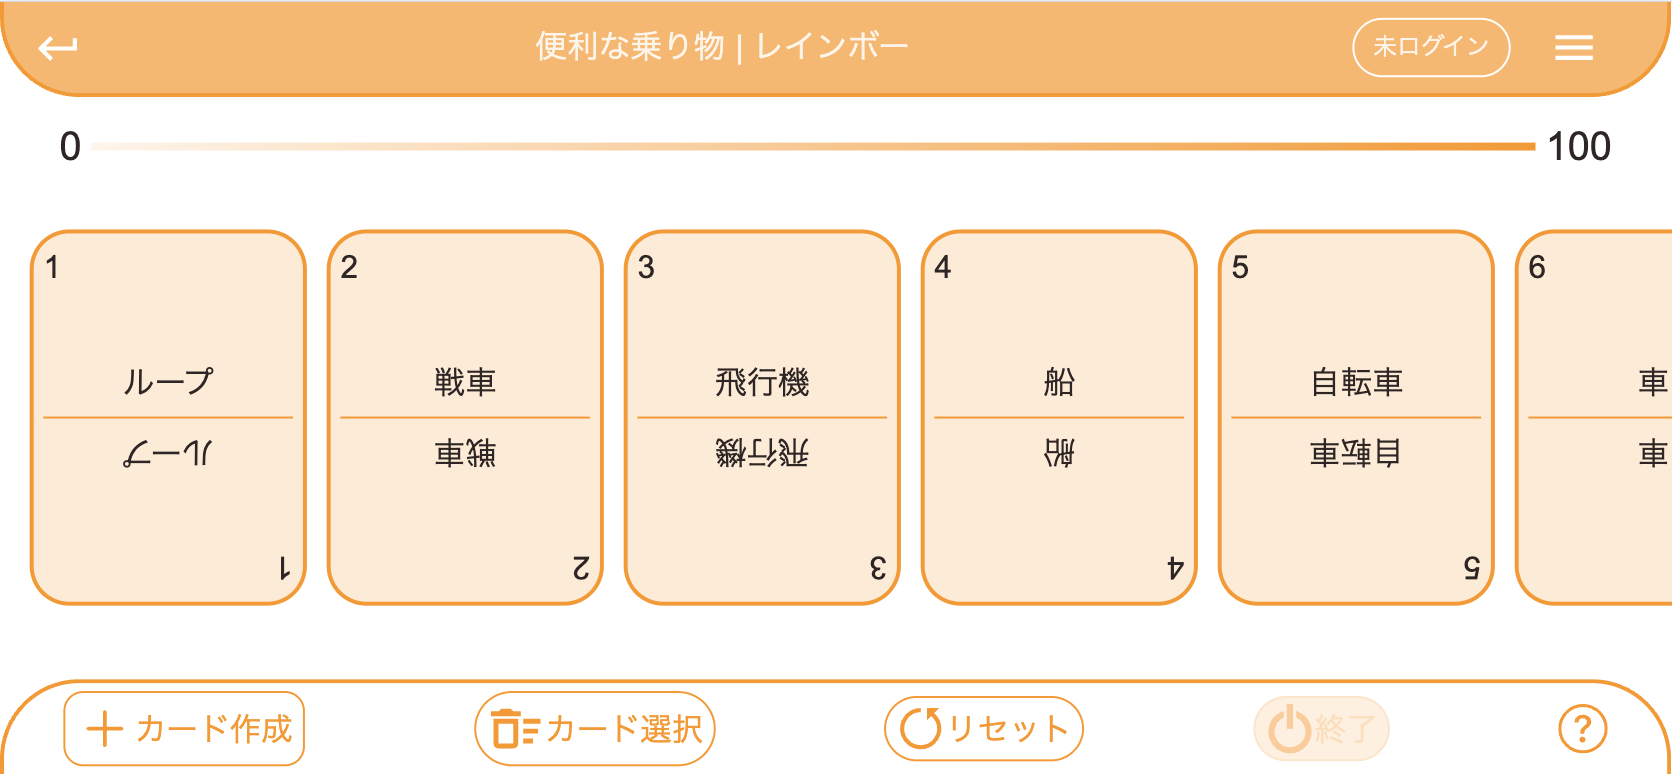 便利な乗り物 | レインボー
未ログイン
0
100
1
ループ
ループ
1
2
戦車
戦車
2
3
飛行機
飛行機
3
4
船
船
4
5
自転車
自転車
5
6
車
車
カード作成
カード選択
リセット
終了
?